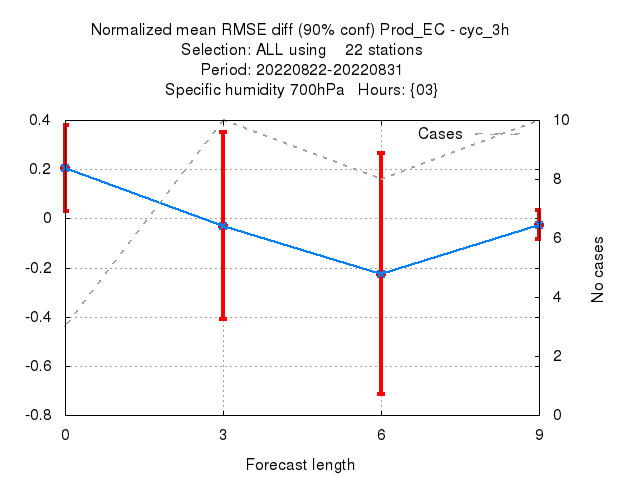 Normalized mean RMSE diff (90% conf) Prod_EC - cyc_3h
Selection: ALL using    22 stations
Period: 20220822-20220831
Specific humidity 700hPa   Hours: {03}
0.4
0.2
0
-0.2
-0.4
-0.6
-0.8
Cases
10
8
6
4
2
0
No cases
0 3 6 9
Forecast length